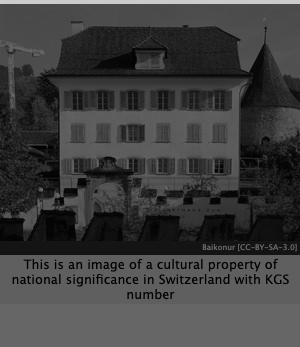 Baikonur [CC-BY-SA-3.0]
This is an image of a cultural property of
national significance in Switzerland with KGS
number